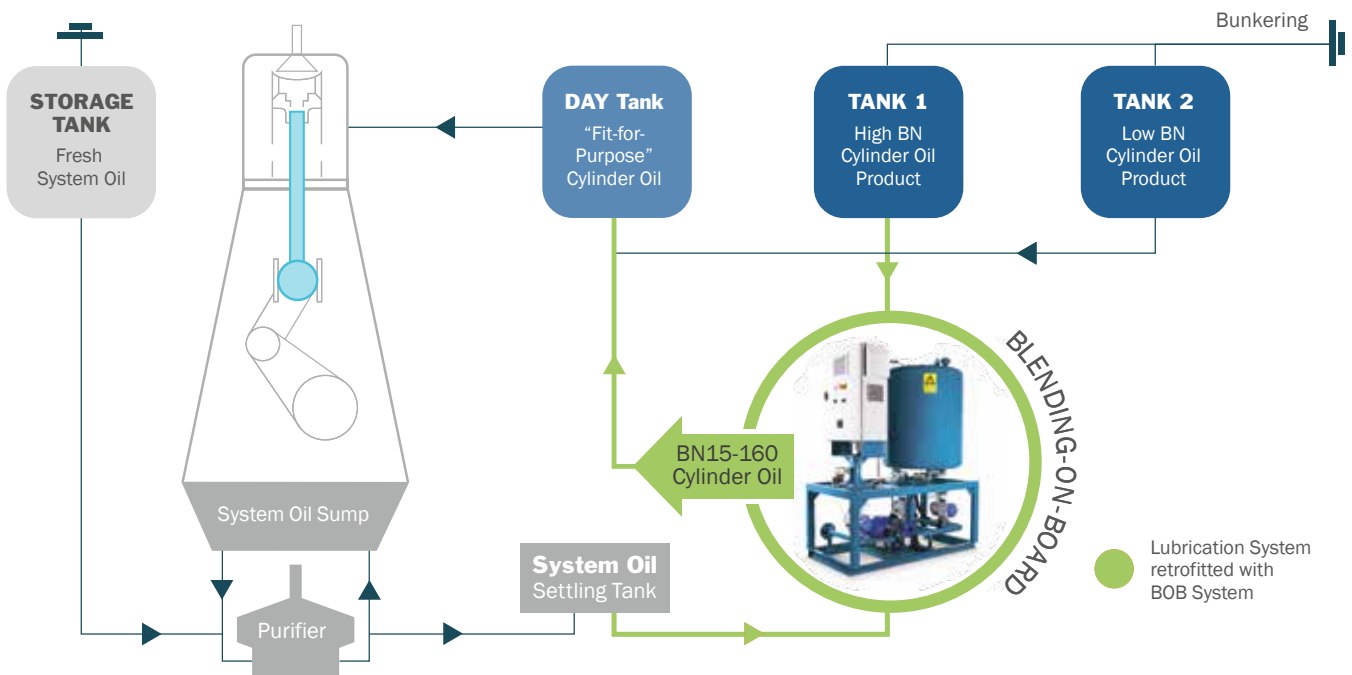 Bunkering
STORAGE
TANK
Fresh
System Oil
DAY Tank
“Fit-for-
Purpose”
Cylinder Oil
TANK 1
High BN
Cylinder Oil
Product
TANK 2
Low BN
Cylinder Oil
Product
BLENDING-ON-BOARD
BN15-160
Cylinder Oil
System Oil Sump
System Oil
Settling Tank
Purifier
Lubrication System
retrofitted with
BOB System